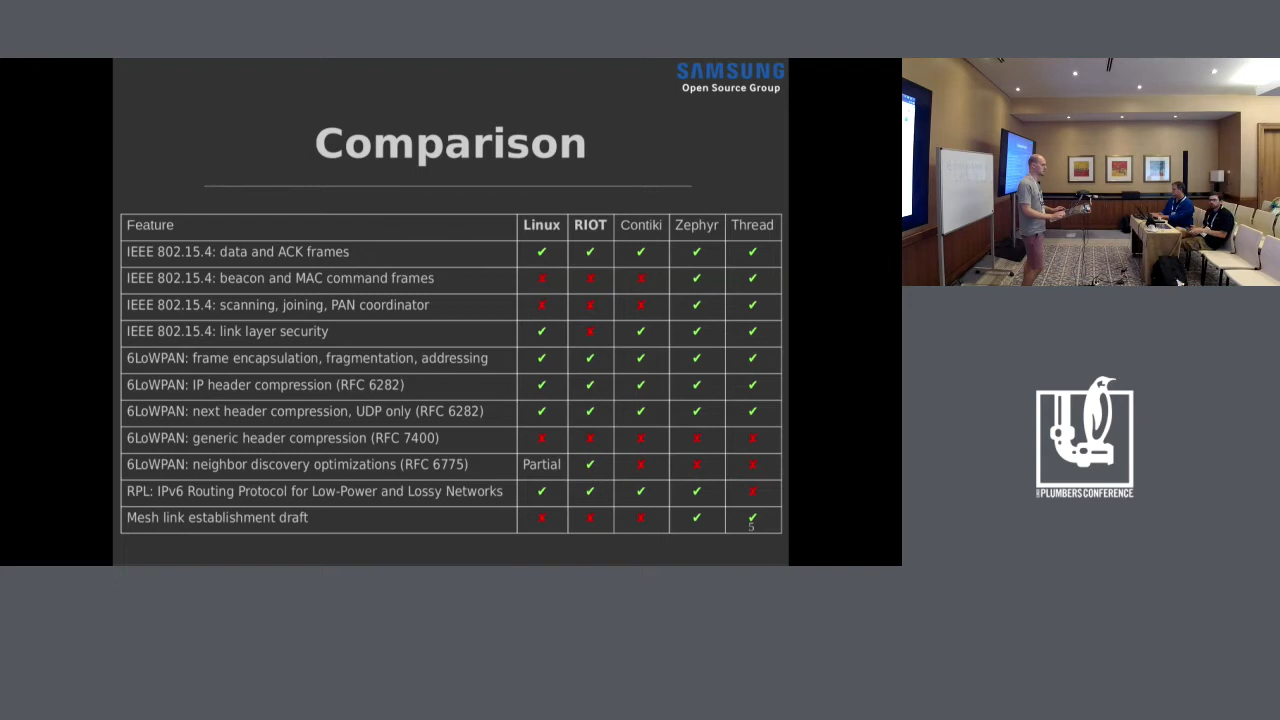 SAMSUNG
Open Source Group
Comparison
Feature Linux RIOT Contiki Zephyr Thread
IEEE 802.15.4: data and ACK frames ✔ ✔ ✔ ✔ ✔
IEEE 802.15.4: beacon and MAC command frames ✘ ✘ ✘ ✔ ✔
IEEE 802.15.4: scanning, joining, PAN coordinator ✘ ✘ ✘ ✔ ✔
IEEE 802.15.4: link layer security ✔ ✘ ✔ ✔ ✔
6LoWPAN: frame encapsulation, fragmentation, addressing ✔ ✔ ✔ ✔ ✔
6LoWPAN: IP header compression (RFC 6282) ✔ ✔ ✔ ✔ ✔
6LoWPAN: next header compression, UDP only (RFC 6282) ✔ ✔ ✔ ✔ ✔
6LoWPAN: generic header compression (RFC 7400) ✘ ✘ ✘ ✘ ✘
6LoWPAN: neighbor discovery optimizations (RFC 6775) Partial ✔ ✘ ✘ ✘
RPL: IPv6 Routing Protocol for Low-Power and Lossy Networks ✔ ✔ ✔ ✔ ✘
Mesh link establishment draft ✘ ✘ ✘ ✔ ✔
5
PLUMBERS CONFERENCE